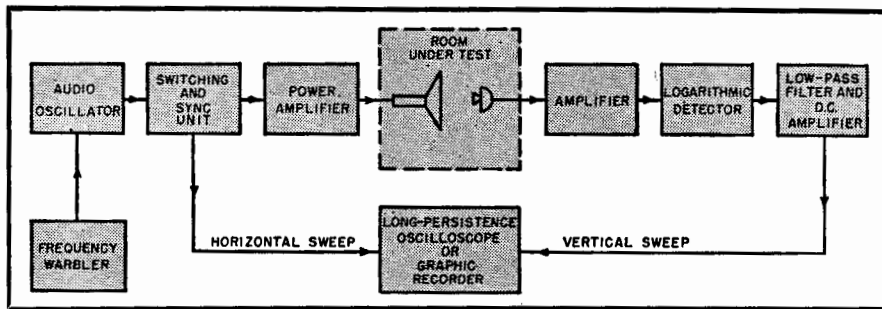 ROOM
UNDER TEST
AUDIO
OSCILLATOR
SWITCHING
AND
SYNC
UNIT
POWER
AMPLIFIER
AMPLIFIER
LOGARITHMIC
DETECTOR
LOW-PASS
FILTER AND
D.C.
AMPLIFIER
FREQUENCY
WARBLER
HORIZONTAL SWEEP
LONG-PERSISTENCE
OSCILLOSCOPE
OR
GRAPHIC
RECORDER
VERTICAL SWEEP